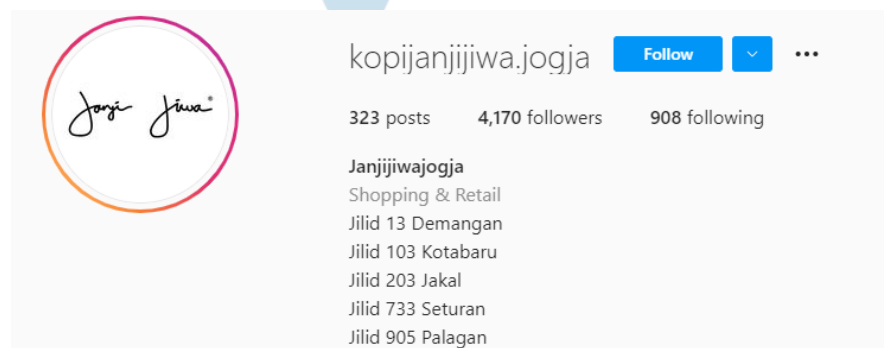 Janji Jiwa
kopijanjijiwa.jogja Follow
323 posts 4,170 followers 908 following
Janjijiwajogja
Shopping & Retail
Jilid 13 Demangan
Jilid 103 Kotabaru
Jilid 203 Jakal
Jilid 733 Seturan
Jilid 905 Palagan